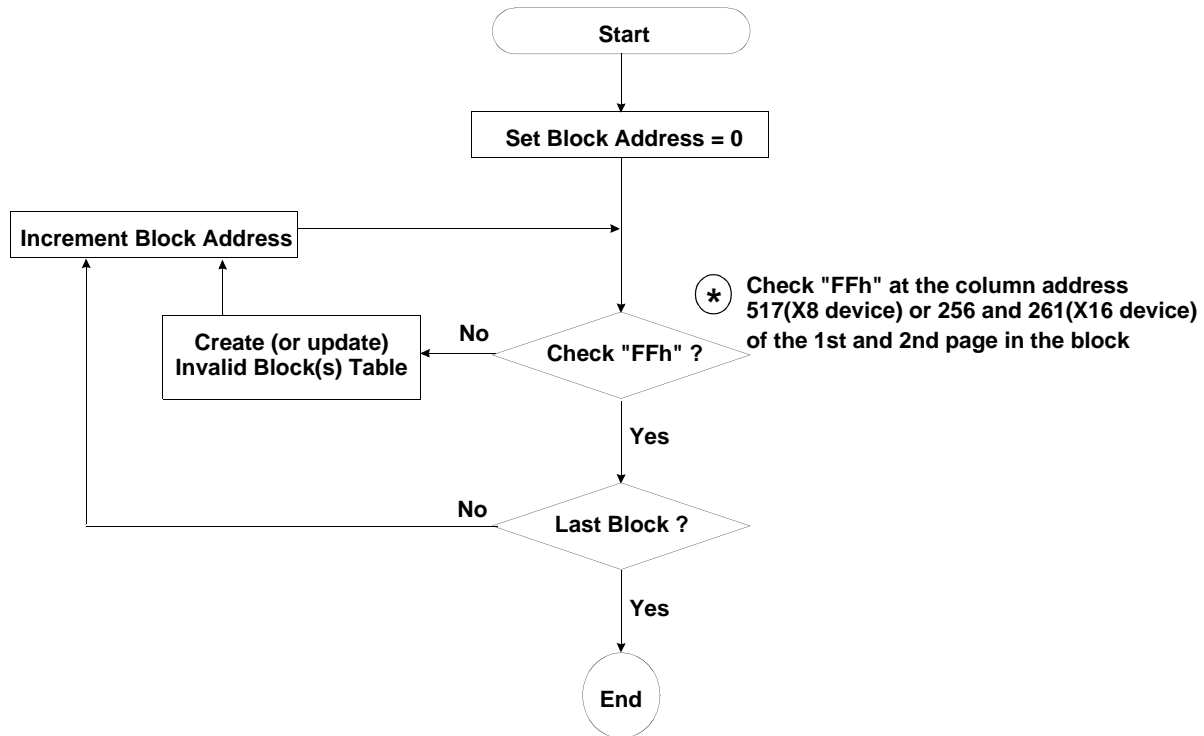 Start
Set Block Address = 0
Increment Block Address
*
Check "FFh" at the column address
517(X8 device) or 256 and 261(X16 device)
of the 1st and 2nd page in the block
No
Create (or update)
Invalid Block(s) Table
Check "FFh" ?
Yes
No
Last Block ?
Yes
End